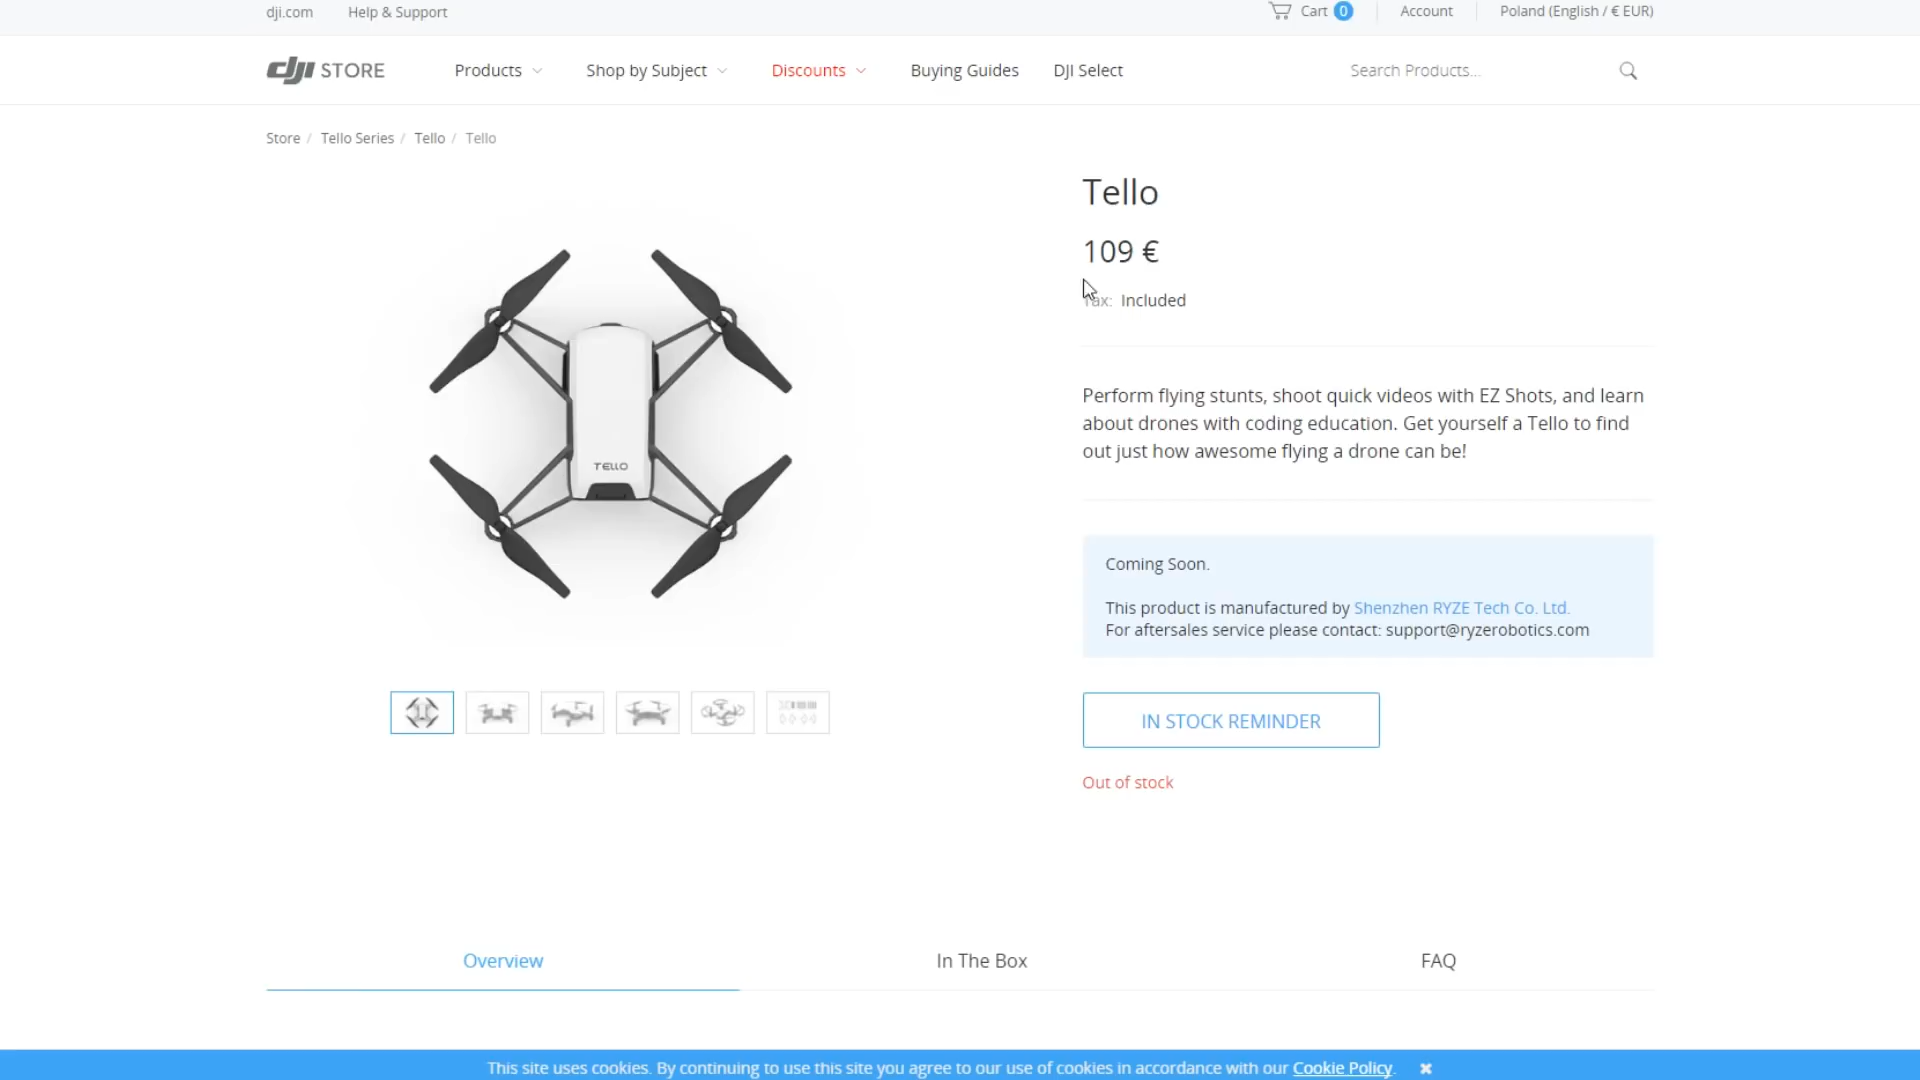 dji.com Help & Support Cart 0 Account Poland (English / € EUR)
dji STORE Products Shop by Subject Discounts Buying Guides DJI Select Search Products...
Store / Tello Series / Tello / Tello
Tello
109 €
Tax: Included
Perform flying stunts, shoot quick videos with EZ Shots, and learn
about drones with coding education. Get yourself a Tello to find
out just how awesome flying a drone can be!
TELLO
Coming Soon.
This product is manufactured by Shenzhen RYZE Tech Co. Ltd.
For aftersales service please contact: support@ryzerobotics.com
IN STOCK REMINDER
Out of stock
Overview In The Box FAQ
This site uses cookies. By continuing to use this site you agree to our use of cookies in accordance with our Cookie Policy.